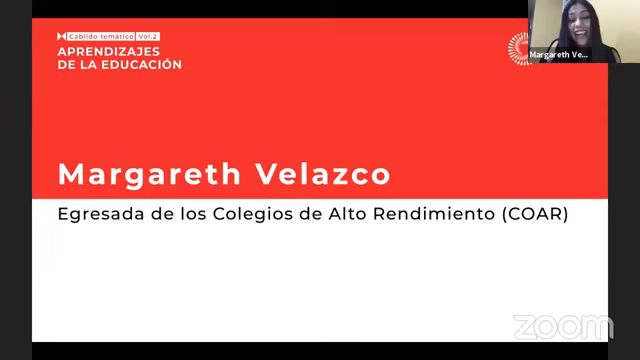 Cabildo temático Vol.2
APRENDIZAJES
DE LA EDUCACIÓN
Margareth Ve...
Margareth Velazco
Egresada de los Colegios de Alto Rendimiento (COAR)
zoom